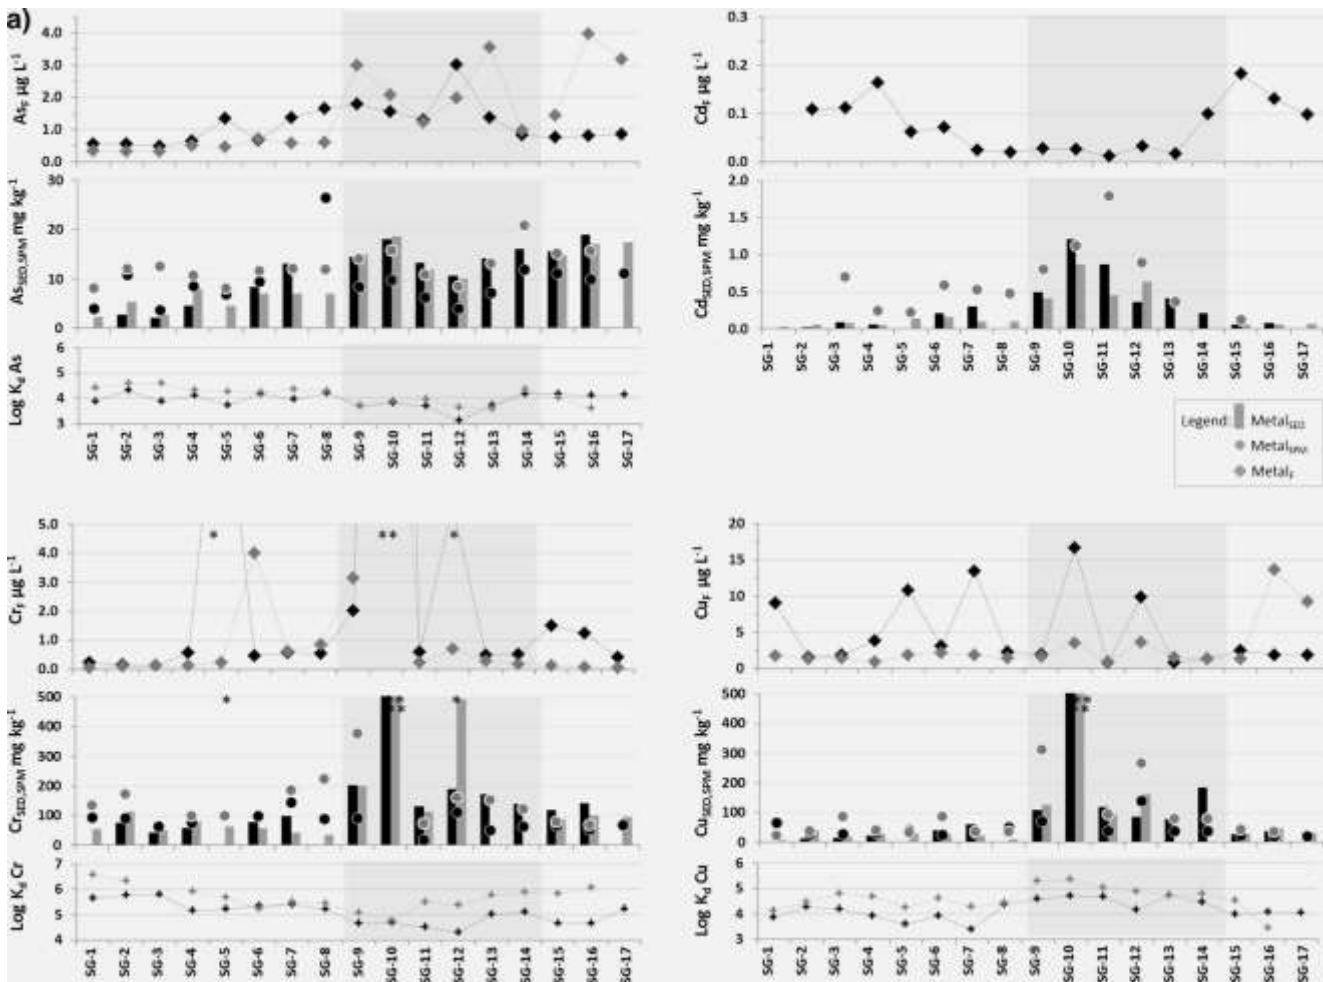 a)
As_F µg L⁻¹
4.0
3.0
2.0
1.0
0.0
As_SED,SPM mg kg⁻¹
30
20
10
0
Log K_d As
6
5
4
3
SG-1 SG-2 SG-3 SG-4 SG-5 SG-6 SG-7 SG-8 SG-9 SG-10 SG-11 SG-12 SG-13 SG-14 SG-15 SG-16 SG-17
Cd_F µg L⁻¹
0.3
0.2
0.1
0.0
Cd_SED,SPM mg kg⁻¹
2.0
1.5
1.0
0.5
0.0
SG-1 SG-2 SG-3 SG-4 SG-5 SG-6 SG-7 SG-8 SG-9 SG-10 SG-11 SG-12 SG-13 SG-14 SG-15 SG-16 SG-17
Legend: Metal_SED
Metal_SPM
Metal_F
Cr_F µg L⁻¹
5.0
4.0
3.0
2.0
1.0
0.0
* ** *
Cr_SED,SPM mg kg⁻¹
500
400
300
200
100
0
* ** *
**
Log K_d Cr
7
6
5
4
SG-1 SG-2 SG-3 SG-4 SG-5 SG-6 SG-7 SG-8 SG-9 SG-10 SG-11 SG-12 SG-13 SG-14 SG-15 SG-16 SG-17
Cu_F µg L⁻¹
20
15
10
5
0
Cu_SED,SPM mg kg⁻¹
500
400
300
200
100
0
**
**
Log K_d Cu
6
5
4
3
SG-1 SG-2 SG-3 SG-4 SG-5 SG-6 SG-7 SG-8 SG-9 SG-10 SG-11 SG-12 SG-13 SG-14 SG-15 SG-16 SG-17